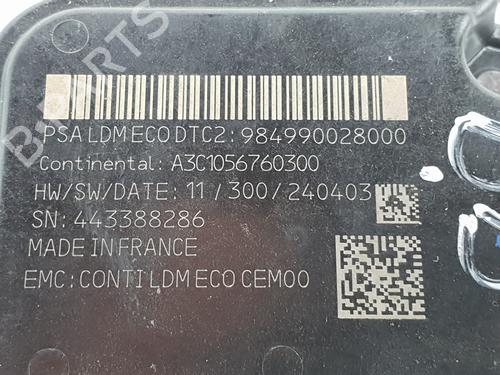 PSA LDM ECO DTC2: 984990028000
Continental: A3C1056760300
HW/SW/DATE: 11/300/240403
SN: 443388286
MADE IN FRANCE
EMC: CONTI LDM ECO CEM00
B-PARTS